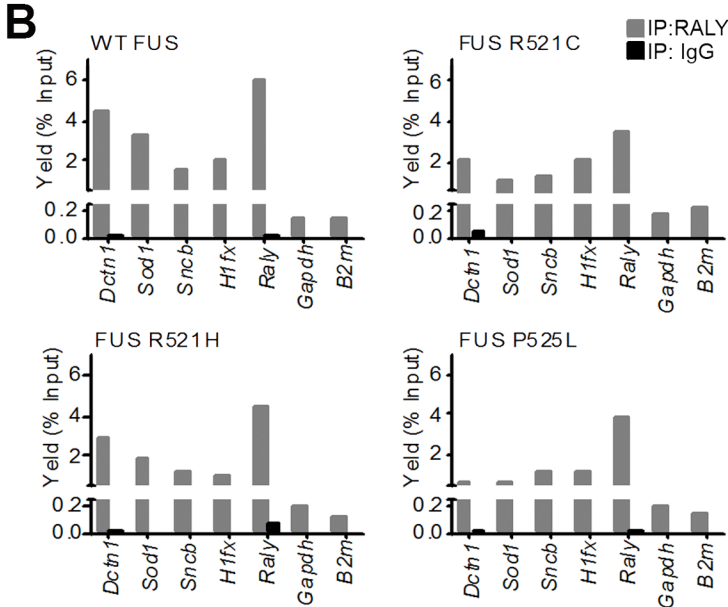 B
WT FUS
FUS R521C
IP:RALY
IP: IgG
Yeld (% Input)
6
4
2
0.2
0.0
Dctn1
Sod1
Sncb
H1fx
Raly
Gapdh
B2m
Yeld (% Input)
6
4
2
0.2
0.0
Dctn1
Sod1
Sncb
H1fx
Raly
Gapdh
B2m
FUS R521H
FUS P525L
Yeld (% Input)
6
4
2
0.2
0.0
Dctn1
Sod1
Sncb
H1fx
Raly
Gapdh
B2m
Yeld (% Input)
6
4
2
0.2
0.0
Dctn1
Sod1
Sncb
H1fx
Raly
Gapdh
B2m